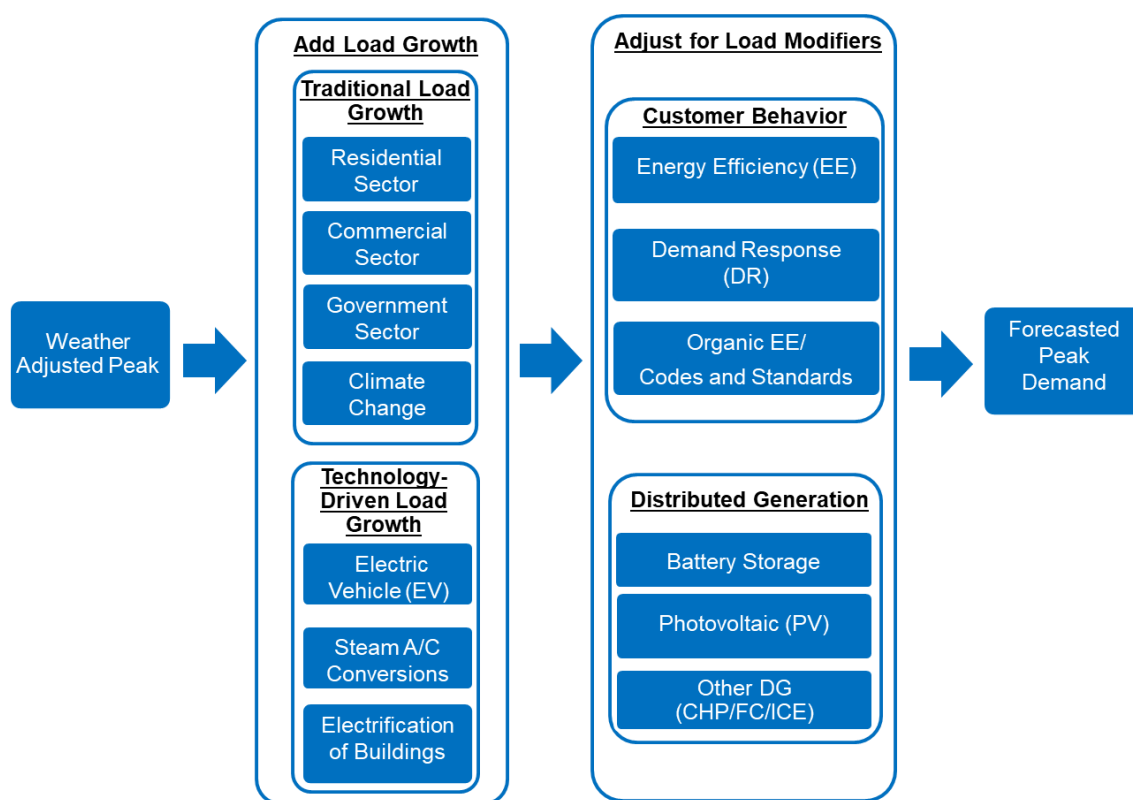 Weather
Adjusted Peak
Add Load Growth
Traditional Load
Growth
Residential
Sector
Commercial
Sector
Government
Sector
Climate
Change
Technology-
Driven Load
Growth
Electric
Vehicle (EV)
Steam A/C
Conversions
Electrification
of Buildings
Adjust for Load Modifiers
Customer Behavior
Energy Efficiency (EE)
Demand Response
(DR)
Organic EE/
Codes and Standards
Distributed Generation
Battery Storage
Photovoltaic (PV)
Other DG
(CHP/FC/ICE)
Forecasted
Peak
Demand